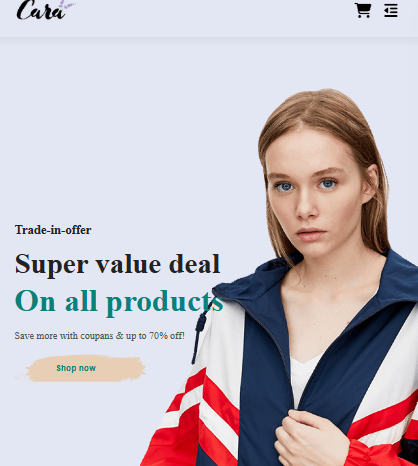 Cara
Trade-in-offer
Super value deal
On all products
Save more with coupans & up to 70% off!
Shop now